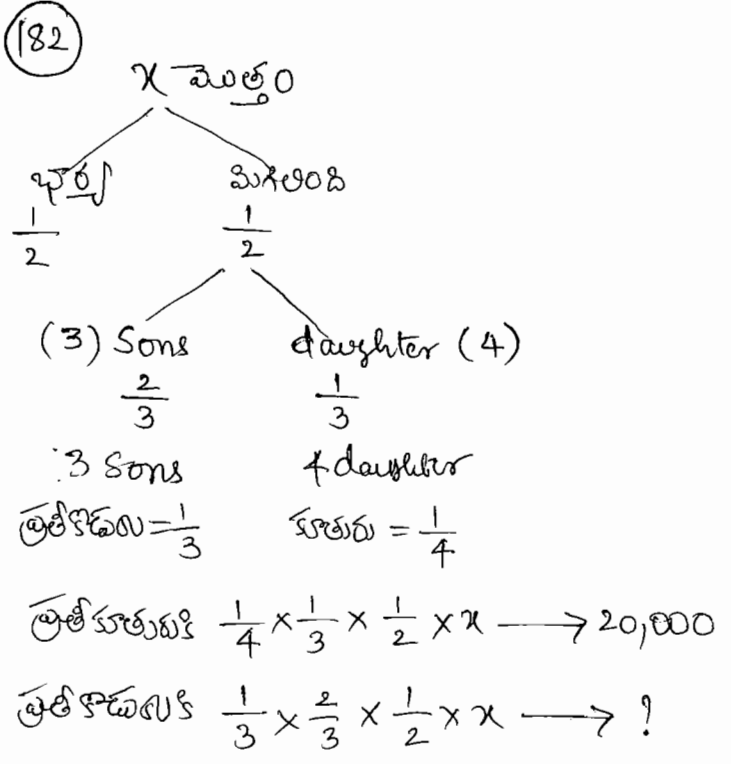 182
x మొత్తం
భార్య మిగిలింది
1/2 1/2
(3) Sons daughter (4)
2/3 1/3
:3 Sons 4 daughter
ప్రతీకొడుకు = 1/3 కూతురు = 1/4
ప్రతీకూతురుకి 1/4 × 1/3 × 1/2 × x ⟶ 20,000
ప్రతీకొడుకుకి 1/3 × 2/3 × 1/2 × x ⟶ ?